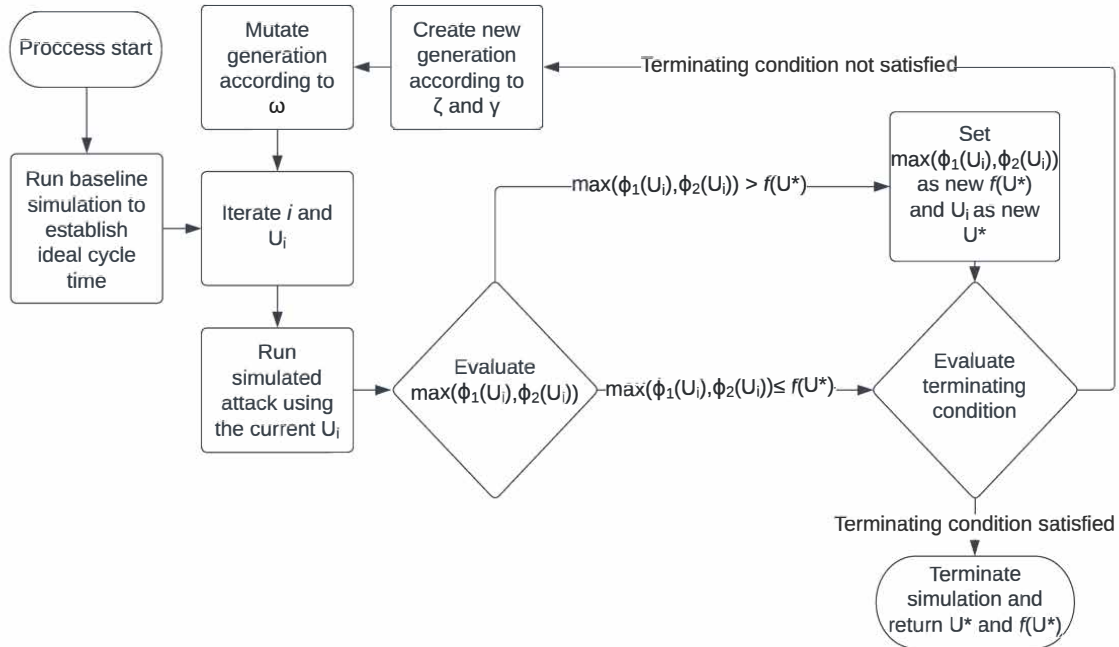 Proccess start
Mutate
generation
according to
ω
Create new
generation
according to
ζ and γ
Terminating condition not satisfied
Run baseline
simulation to
establish
ideal cycle
time
Iterate i and
Uᵢ
max(ϕ₁(Uᵢ),ϕ₂(Uᵢ)) > f(U*)
Set
max(ϕ₁(Uᵢ),ϕ₂(Uᵢ))
as new f(U*)
and Uᵢ as new
U*
Run
simulated
attack using
the current Uᵢ
Evaluate
max(ϕ₁(Uᵢ),ϕ₂(Uᵢ))
max(ϕ₁(Uᵢ),ϕ₂(Uᵢ))≤ f(U*)
Evaluate
terminating
condition
Terminating condition satisfied
Terminate
simulation and
return U* and f(U*)